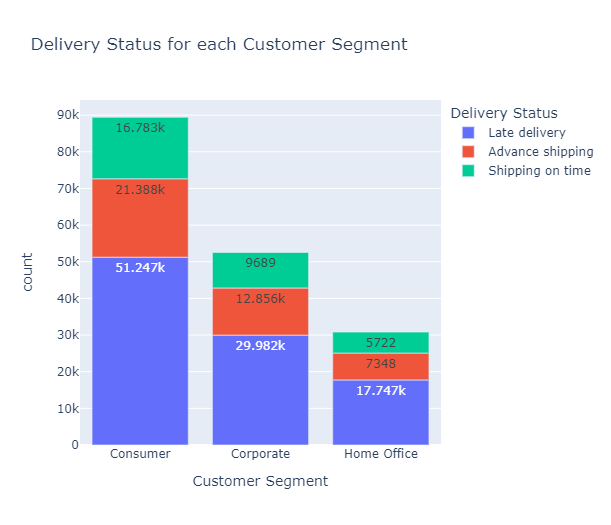 Delivery Status for each Customer Segment
Delivery Status
Late delivery
Advance shipping
Shipping on time
count
90k
80k
70k
60k
50k
40k
30k
20k
10k
0
16.783k
21.388k
51.247k
9689
12.856k
29.982k
5722
7348
17.747k
Consumer
Corporate
Home Office
Customer Segment